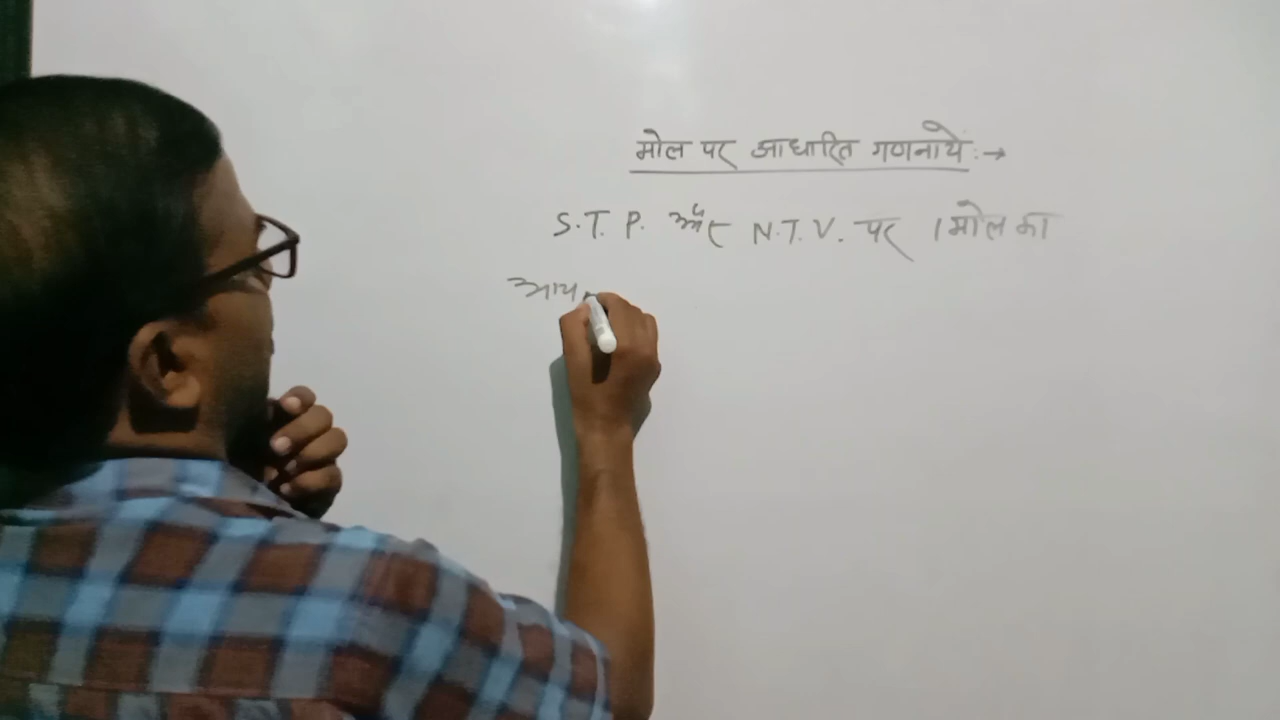 मोल पर आधारित गणनाये :→
S.T. P. और N.T.V. पर 1 मोल का
आय